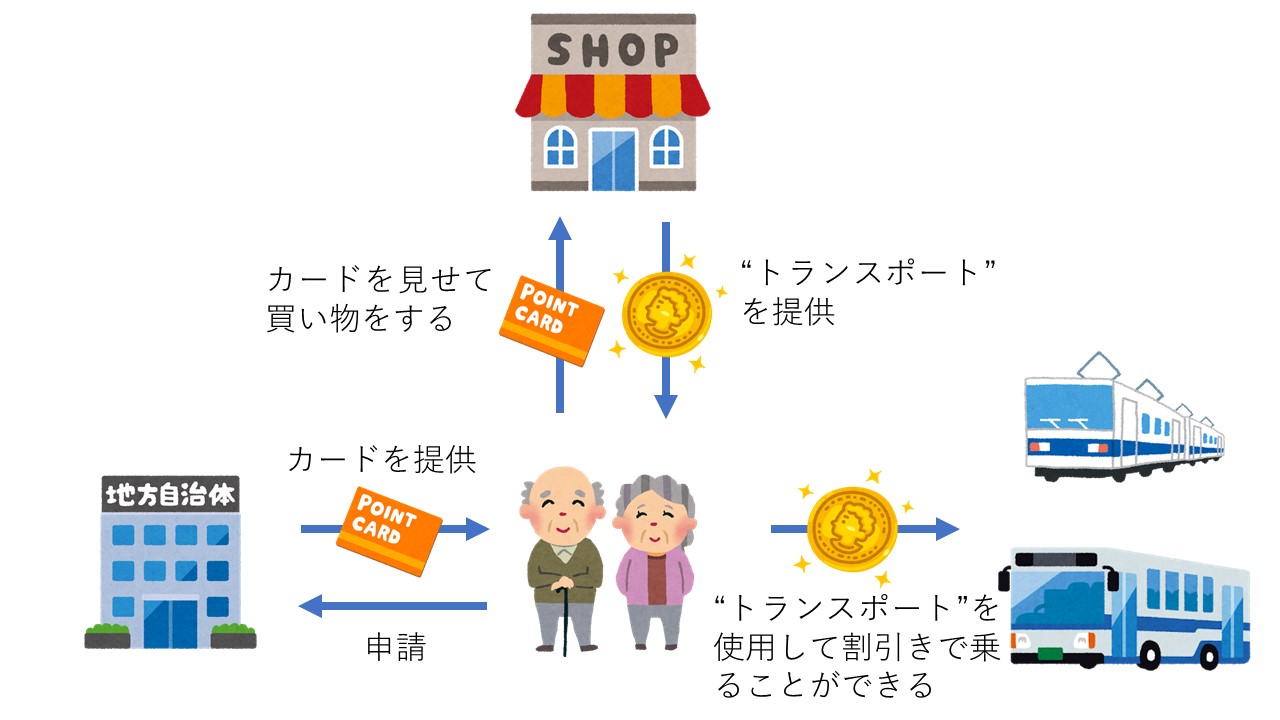 SHOP
カードを見せて
買い物をする
POINT
CARD
“トランスポート”
を提供
カードを提供
地方自治体
POINT
CARD
申請
“トランスポート”を
使用して割引きで乗
ることができる